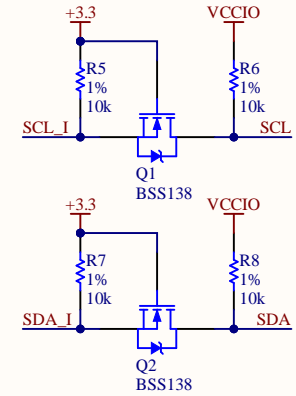 +3.3 VCCIO
R5 R6
1% 1%
10k 10k
SCL_I SCL
Q1
BSS138
+3.3 VCCIO
R7 R8
1% 1%
10k 10k
SDA_I SDA
Q2
BSS138